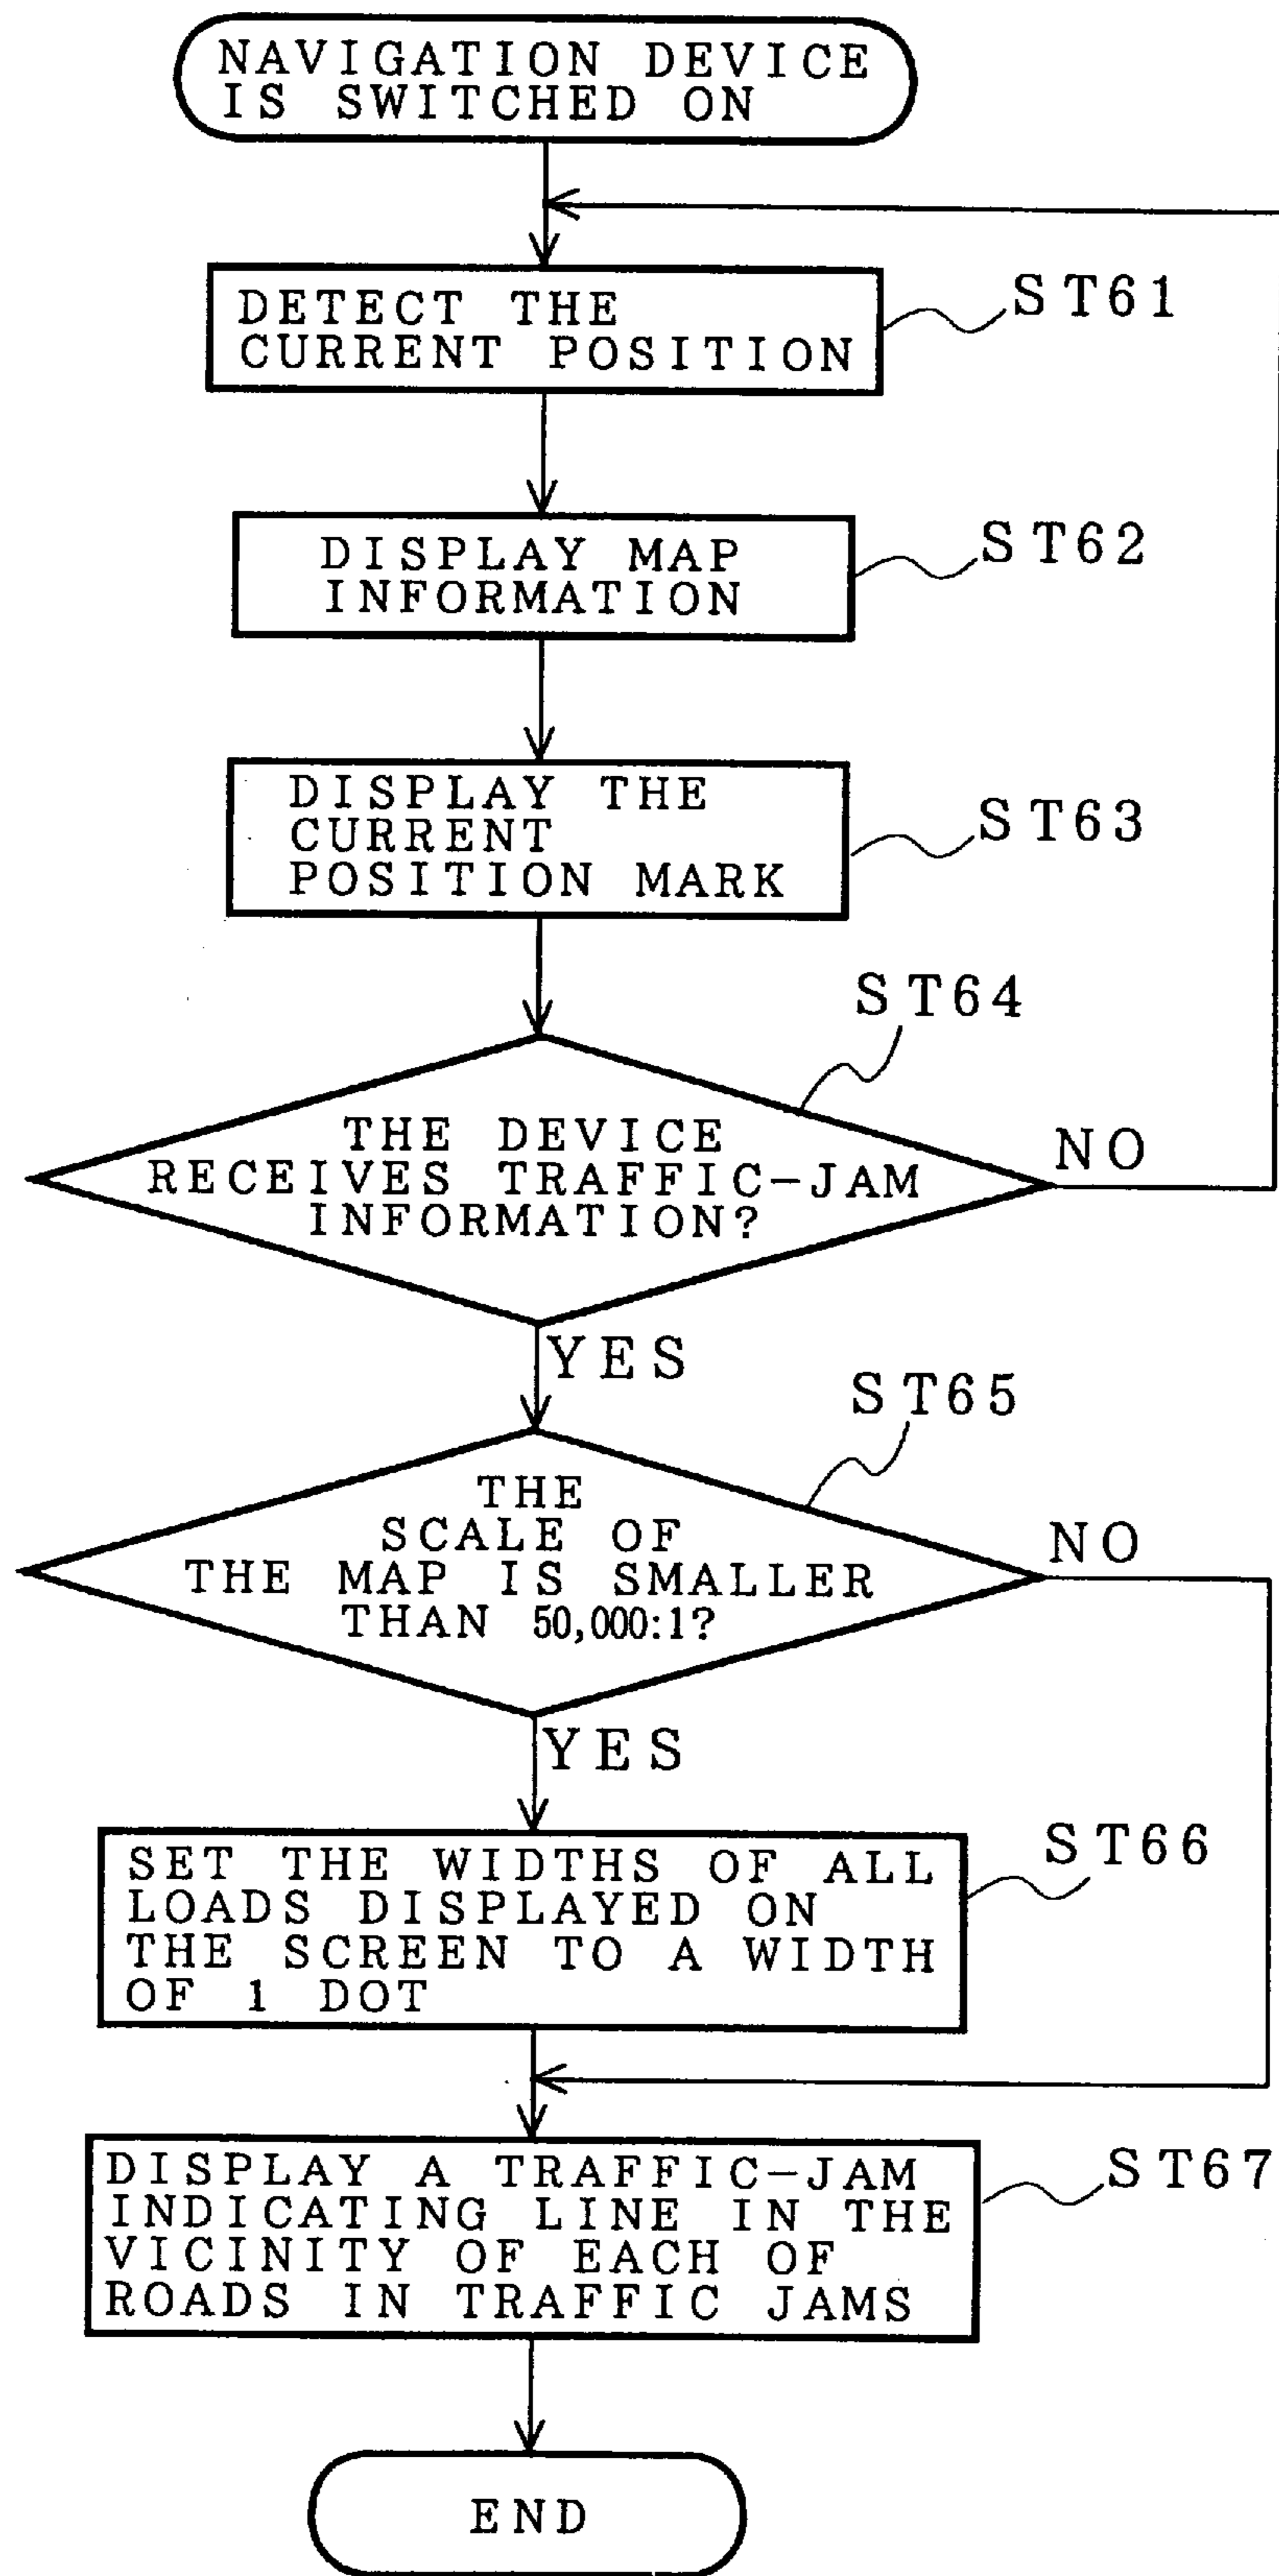 NAVIGATION DEVICE
IS SWITCHED ON
DETECT THE
CURRENT POSITION
ST61
DISPLAY MAP
INFORMATION
ST62
DISPLAY THE
CURRENT
POSITION MARK
ST63
ST64
THE DEVICE
RECEIVES TRAFFIC-JAM
INFORMATION?
NO
YES
ST65
THE
SCALE OF
THE MAP IS SMALLER
THAN 50,000:1?
NO
YES
SET THE WIDTHS OF ALL
LOADS DISPLAYED ON
THE SCREEN TO A WIDTH
OF 1 DOT
ST66
DISPLAY A TRAFFIC-JAM
INDICATING LINE IN THE
VICINITY OF EACH OF
ROADS IN TRAFFIC JAMS
ST67
END